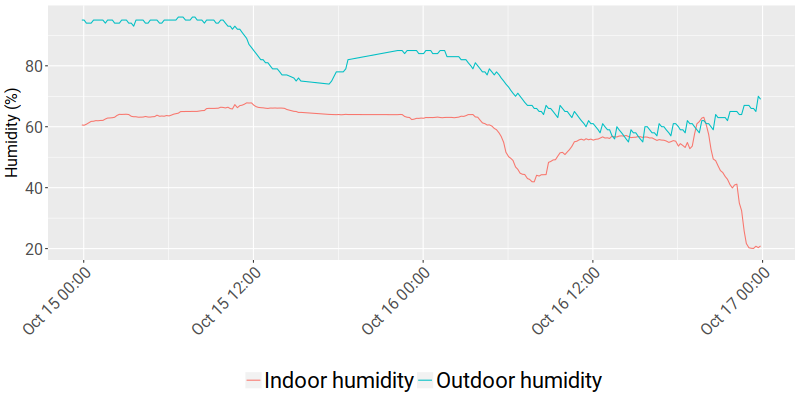 Humidity (%)
80
60
40
20
Oct 15 00:00
Oct 15 12:00
Oct 16 00:00
Oct 16 12:00
Oct 17 00:00
Indoor humidity Outdoor humidity